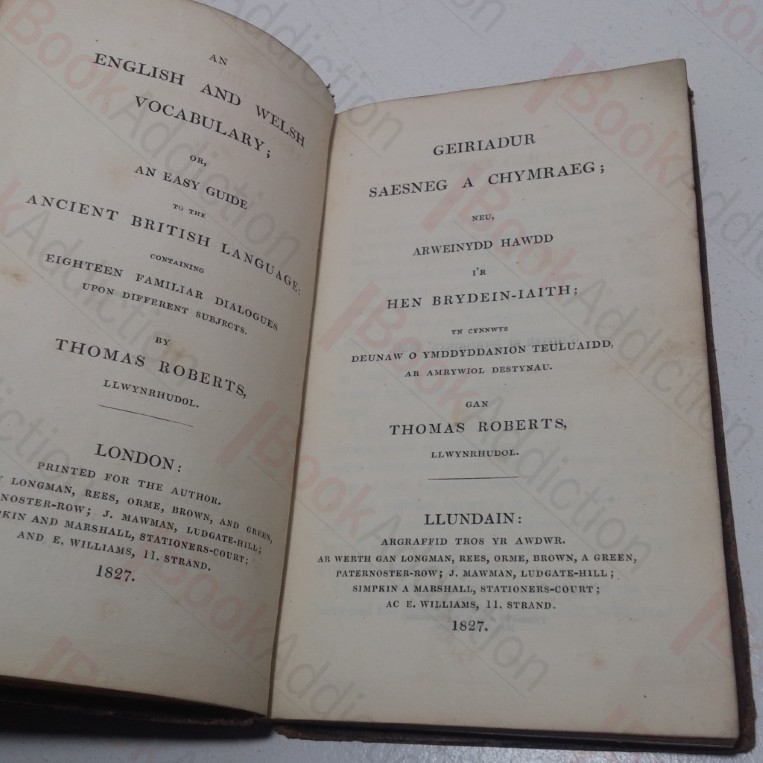 AN
ENGLISH AND WELSH
VOCABULARY;
OR,
AN EASY GUIDE
TO THE
ANCIENT BRITISH LANGUAGE:
CONTAINING
EIGHTEEN FAMILIAR DIALOGUES
UPON DIFFERENT SUBJECTS.
BY
THOMAS ROBERTS,
LLWYNRHUDOL.
LONDON:
PRINTED FOR THE AUTHOR.
LONGMAN, REES, ORME, BROWN, AND GREEN,
NOSTER-ROW; J. MAWMAN, LUDGATE-HILL;
PKIN AND MARSHALL, STATIONERS-COURT;
AND E. WILLIAMS, 11. STRAND.
1827.
GEIRIADUR
SAESNEG A CHYMRAEG;
NEU,
ARWEINYDD HAWDD
I'R
HEN BRYDEIN-IAITH;
YN CYNNWYS
DEUNAW O YMDDYDDANION TEULUAIDD,
AR AMRYWIOL DESTYNAU.
GAN
THOMAS ROBERTS,
LLWYNRHUDOL.
LLUNDAIN:
ARGRAFFID TROS YR AWDWR.
AR WERTH GAN LONGMAN, REES, ORME, BROWN, A GREEN,
PATERNOSTER-ROW; J. MAWMAN, LUDGATE-HILL;
SIMPKIN A MARSHALL, STATIONERS-COURT;
AC E. WILLIAMS, 11. STRAND.
1827.
BookAddiction